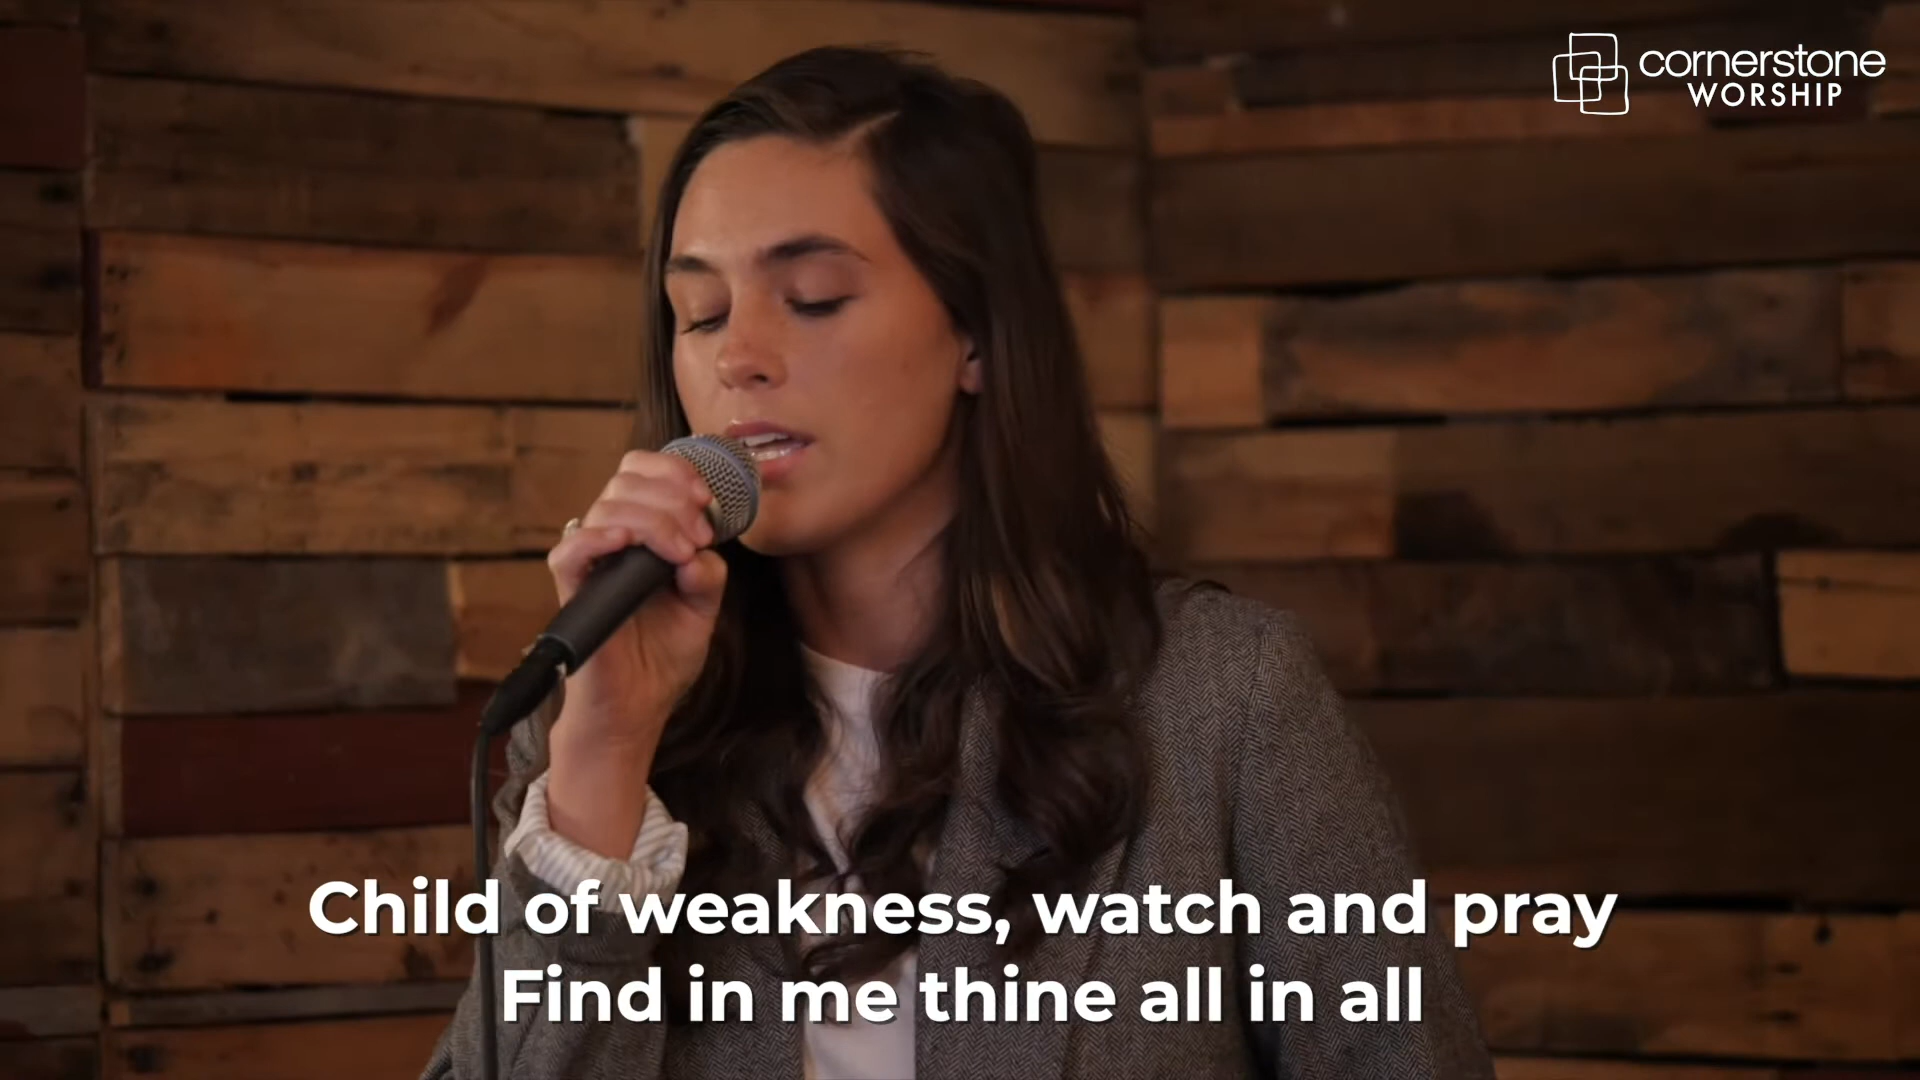 cornerstone
WORSHIP
Child of weakness, watch and pray
Find in me thine all in all